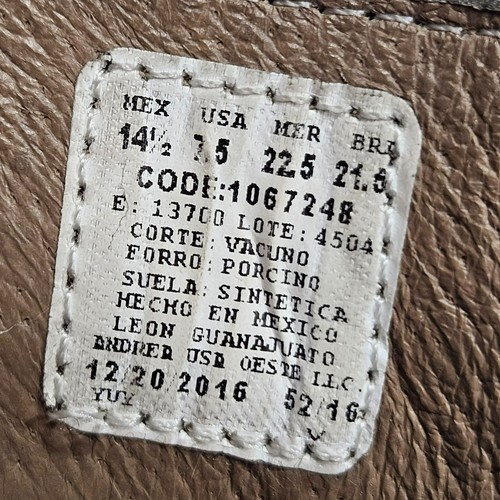 MEX USA MER BRA
14½ 7.5 22.5 21.5
CODE:1067248
E: 13700 LOTE: 4504
CORTE: VACUNO
FORRO: PORCINO
SUELA: SINTETICA
HECHO EN MEXICO
LEON GUANAJUATO
ANDREA USA OESTE LLC.
12/20 2016 52/16
YUY